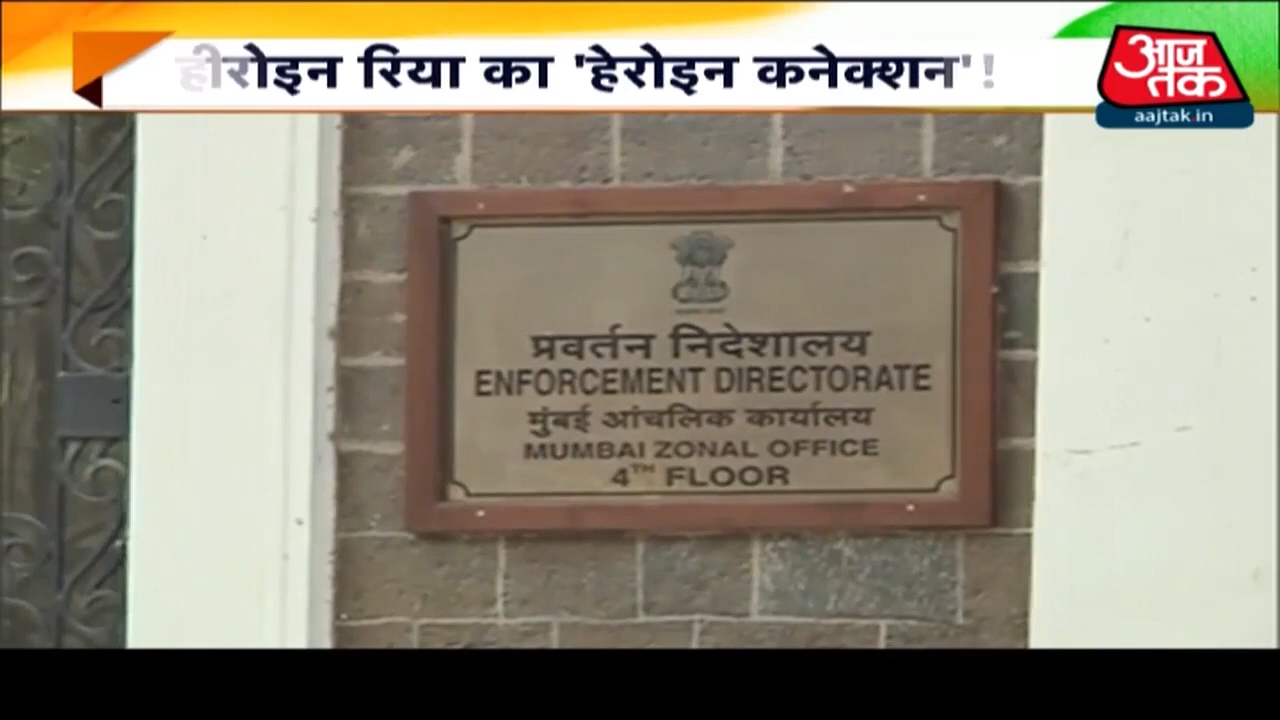 हीरोइन रिया का 'हेरोइन कनेक्शन'!
आज
तक
aajtak.in
प्रवर्तन निदेशालय
ENFORCEMENT DIRECTORATE
मुंबई आंचलिक कार्यालय
MUMBAI ZONAL OFFICE
4TH FLOOR